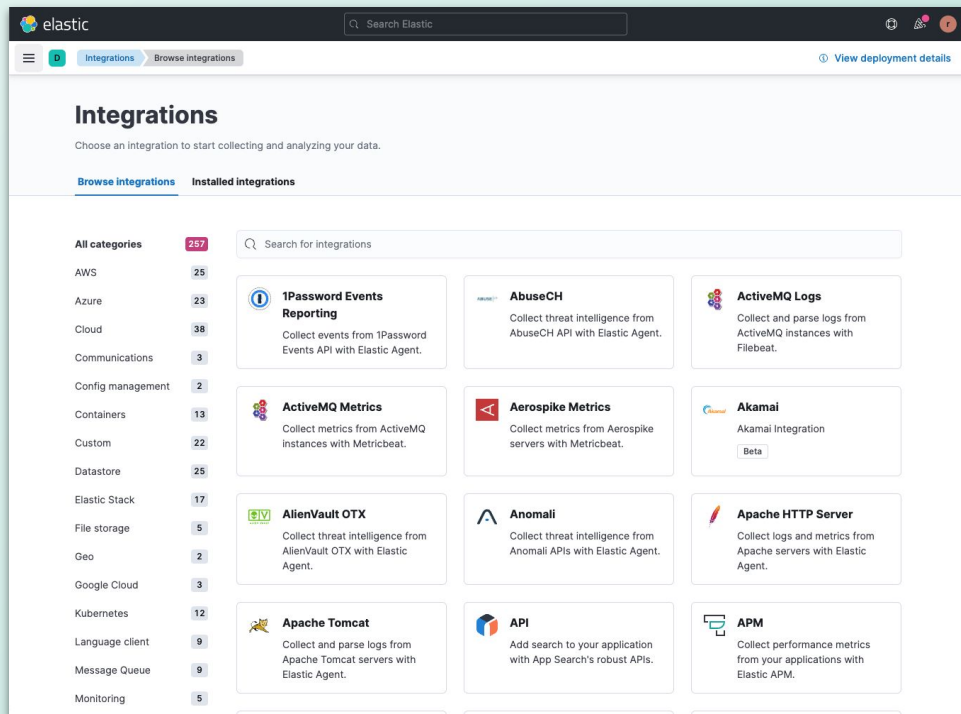 elastic
Search Elastic
r
D
Integrations
Browse integrations
View deployment details
Integrations
Choose an integration to start collecting and analyzing your data.
Browse integrations
Installed integrations
All categories 257
AWS 25
Azure 23
Cloud 38
Communications 3
Config management 2
Containers 13
Custom 22
Datastore 25
Elastic Stack 17
File storage 5
Geo 2
Google Cloud 3
Kubernetes 12
Language client 9
Message Queue 9
Monitoring 5
Search for integrations
1Password Events
Reporting
Collect events from 1Password
Events API with Elastic Agent.
AbuseCH
Collect threat intelligence from
AbuseCH API with Elastic Agent.
ActiveMQ Logs
Collect and parse logs from
ActiveMQ instances with
Filebeat.
ActiveMQ Metrics
Collect metrics from ActiveMQ
instances with Metricbeat.
Aerospike Metrics
Collect metrics from Aerospike
servers with Metricbeat.
Akamai
Akamai
Akamai Integration
Beta
AlienVault OTX
Collect threat intelligence from
AlienVault OTX with Elastic
Agent.
Anomali
Collect threat intelligence from
Anomali APIs with Elastic Agent.
Apache HTTP Server
Collect logs and metrics from
Apache servers with Elastic
Agent.
Apache Tomcat
Collect and parse logs from
Apache Tomcat servers with
Elastic Agent.
API
Add search to your application
with App Search's robust APIs.
APM
Collect performance metrics
from your applications with
Elastic APM.